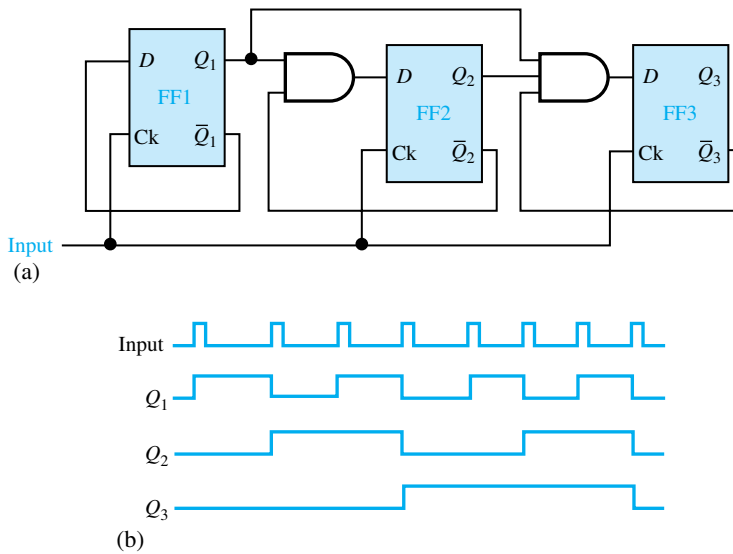 D Q₁ D Q₂ D Q₃
FF1 FF2 FF3
Ck Q̄₁ Ck Q̄₂ Ck Q̄₃
Input
(a)
Input
Q₁
Q₂
Q₃
(b)